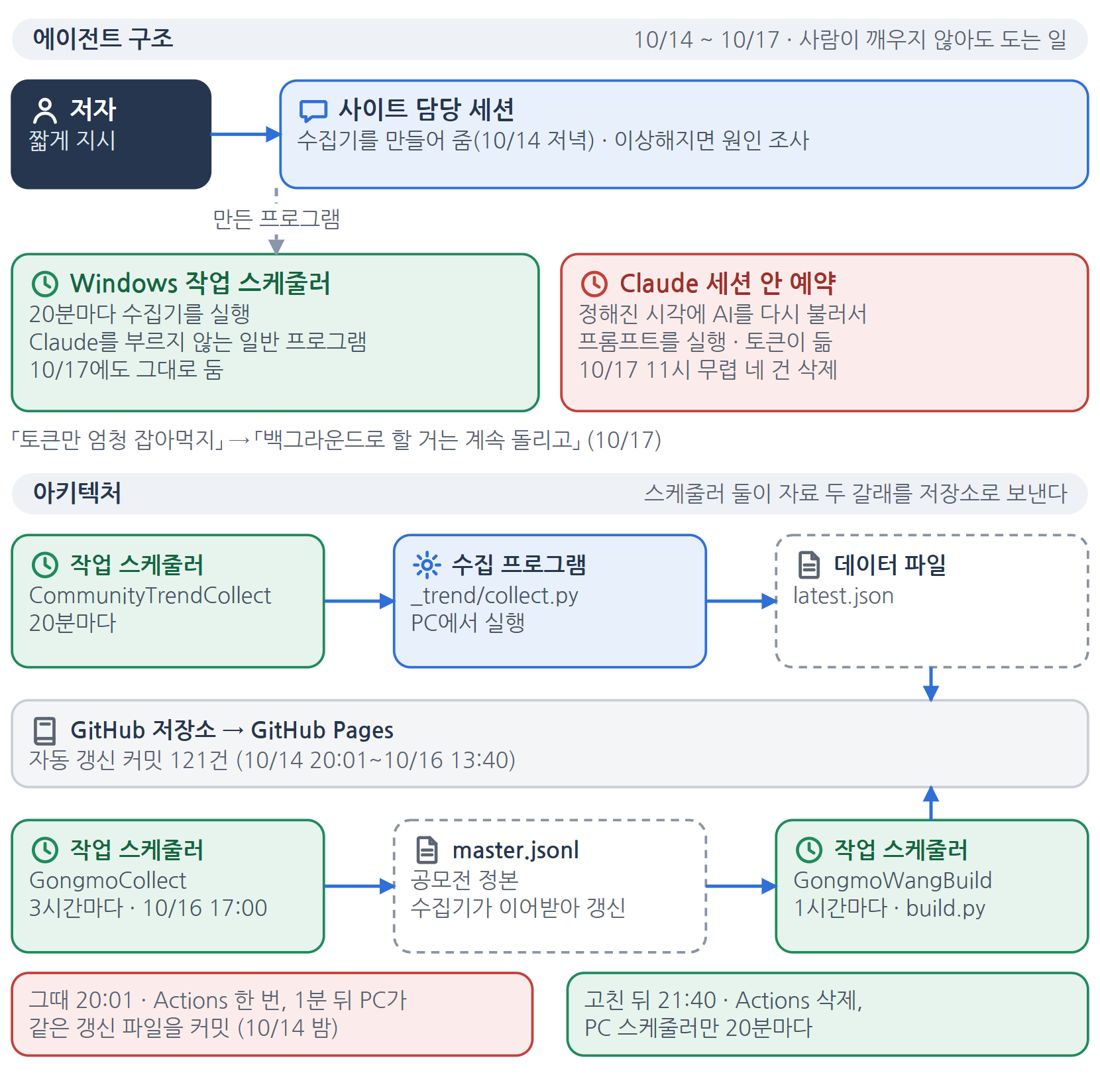 에이전트 구조
10/14 ~ 10/17 · 사람이 깨우지 않아도 도는 일
저자
짧게 지시
사이트 담당 세션
수집기를 만들어 줌(10/14 저녁) · 이상해지면 원인 조사
만든 프로그램
Windows 작업 스케줄러
20분마다 수집기를 실행
Claude를 부르지 않는 일반 프로그램
10/17에도 그대로 둠
Claude 세션 안 예약
정해진 시각에 AI를 다시 불러서
프롬프트를 실행 · 토큰이 듦
10/17 11시 무렵 네 건 삭제
「토큰만 엄청 잡아먹지」 → 「백그라운드로 할 거는 계속 돌리고」 (10/17)
아키텍처
스케줄러 둘이 자료 두 갈래를 저장소로 보낸다
작업 스케줄러
CommunityTrendCollect
20분마다
수집 프로그램
_trend/collect.py
PC에서 실행
데이터 파일
latest.json
GitHub 저장소 → GitHub Pages
자동 갱신 커밋 121건 (10/14 20:01~10/16 13:40)
작업 스케줄러
GongmoCollect
3시간마다 · 10/16 17:00
master.jsonl
공모전 정본
수집기가 이어받아 갱신
작업 스케줄러
GongmoWangBuild
1시간마다 · build.py
그때 20:01 · Actions 한 번, 1분 뒤 PC가
같은 갱신 파일을 커밋 (10/14 밤)
고친 뒤 21:40 · Actions 삭제,
PC 스케줄러만 20분마다